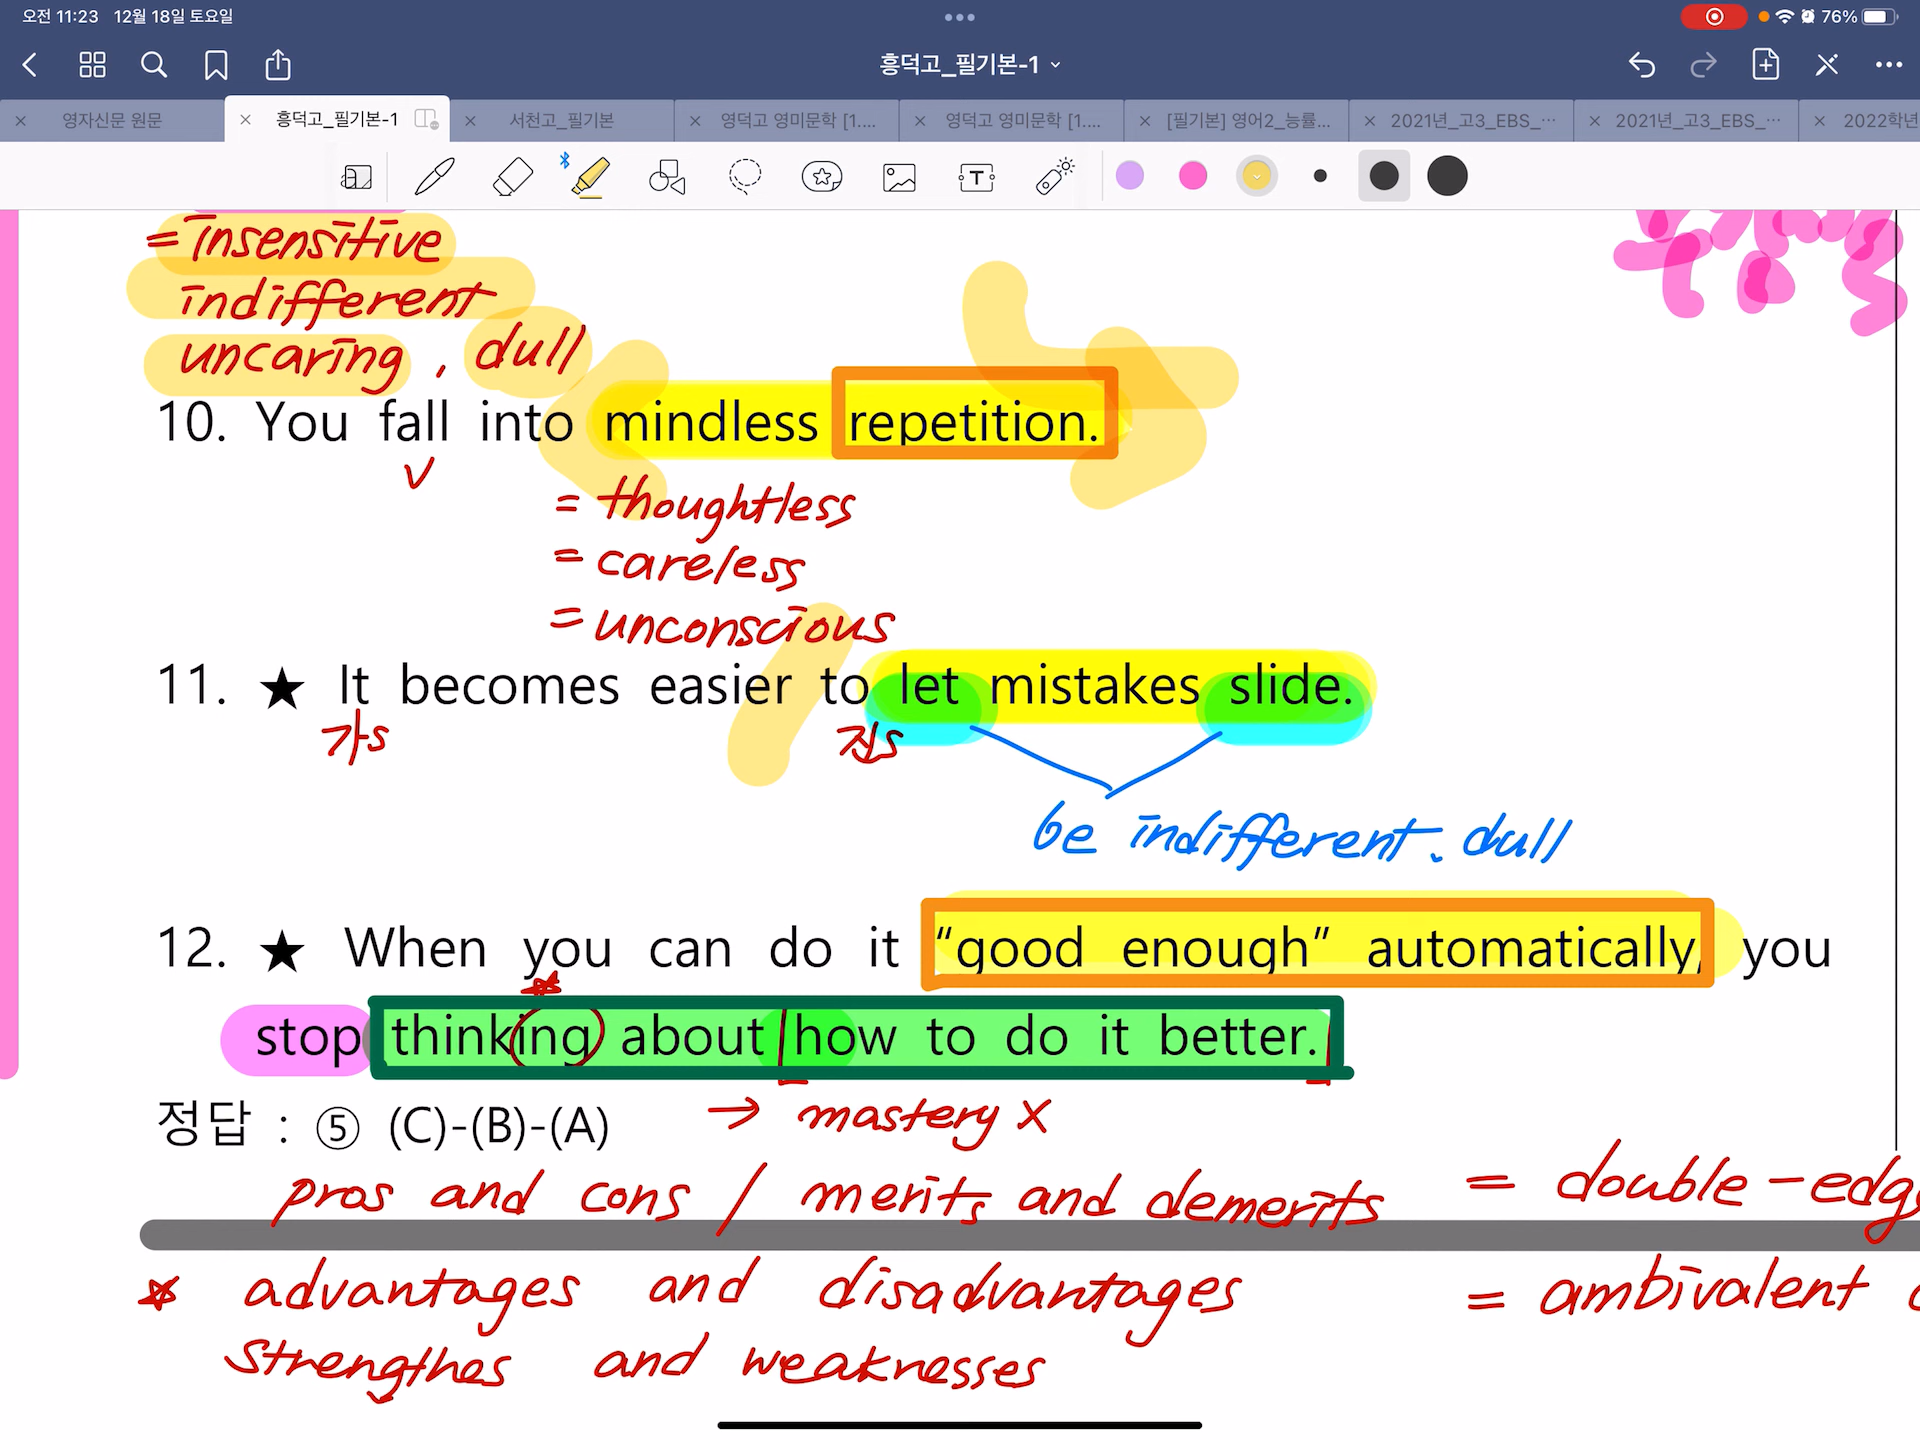 오전 11:23 12월 18일 토요일
76%
흥덕고_필기본-1
영자신문 원문
흥덕고_필기본-1
서천고_필기본
영덕고 영미문학 [1....
영덕고 영미문학 [1....
[필기본] 영어2_능률...
2021년_고3_EBS_...
2021년_고3_EBS_...
2022학년
= insensitive
indifferent
uncaring , dull
10. You fall into mindless repetition.
v
= thoughtless
= careless
= unconscious
11. ★ It becomes easier to let mistakes slide.
가s 진s
be indifferent. dull
12. ★ When you can do it “good enough” automatically, you
stop thinking about how to do it better.
정답 : ⑤ (C)-(B)-(A) → mastery X
pros and cons / merits and demerits = double-edg
* advantages and disadvantages = ambivalent
strengthes and weaknesses